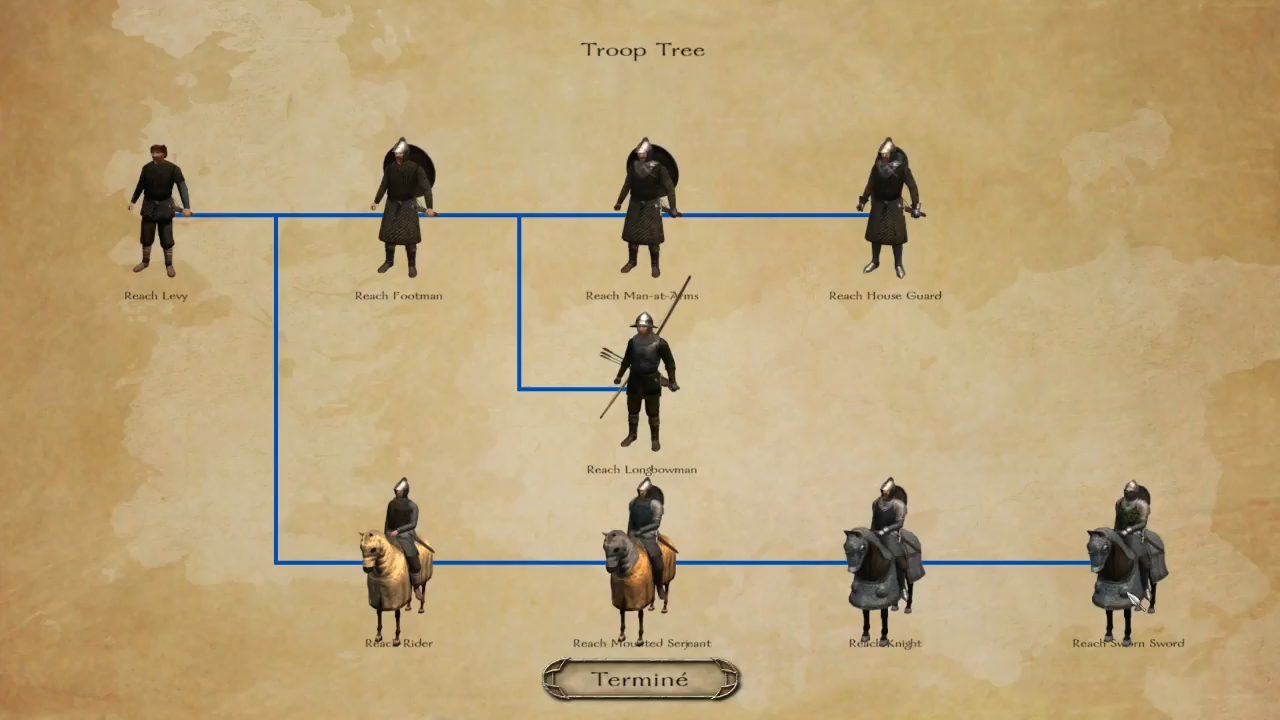 Troop Tree
Reach Levy
Reach Footman
Reach Man-at-Arms
Reach House Guard
Reach Longbowman
Reach Rider
Reach Mounted Serjeant
Reach Knight
Reach Sworn Sword
Terminé